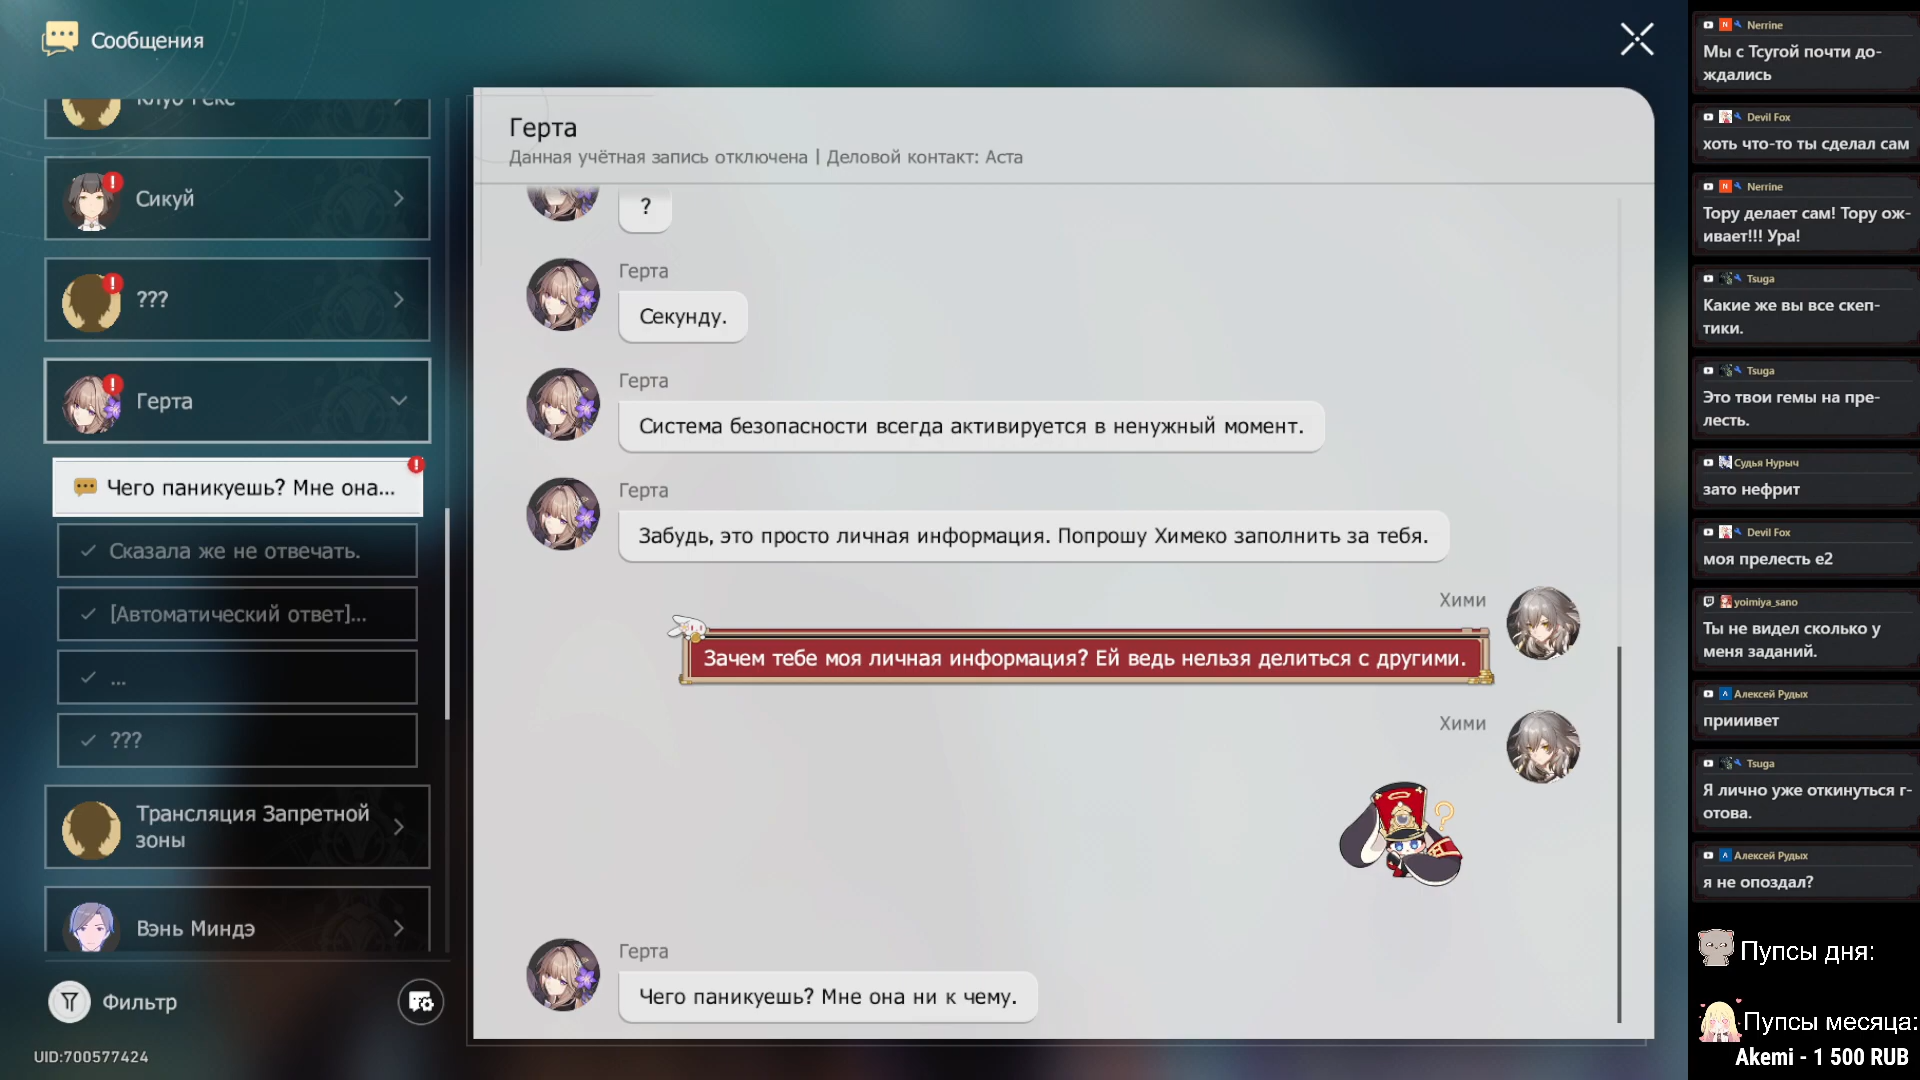 Сообщения
Клуб Гекс
Сикуй
???
Герта
Чего паникуешь? Мне она...
Сказала же не отвечать.
[Автоматический ответ]...
...
???
Трансляция Запретной
зоны
Вэнь Миндэ
Фильтр
UID:700577424
Герта
Данная учётная запись отключена | Деловой контакт: Аста
?
Герта
Секунду.
Герта
Система безопасности всегда активируется в ненужный момент.
Герта
Забудь, это просто личная информация. Попрошу Химеко заполнить за тебя.
Хими
Зачем тебе моя личная информация? Ей ведь нельзя делиться с другими.
Хими
Герта
Чего паникуешь? Мне она ни к чему.
Nerrine
Мы с Тсугой почти до-
ждались
Devil Fox
хоть что-то ты сделал сам
Nerrine
Тору делает сам! Тору ож-
ивает!!! Ура!
Tsuga
Какие же вы все скеп-
тики.
Tsuga
Это твои гемы на пре-
лесть.
Судья Нурыч
зато нефрит
Devil Fox
моя прелесть е2
yoimiya_sano
Ты не видел сколько у
меня заданий.
Алексей Рудых
прииивет
Tsuga
Я лично уже откинуться г-
отова.
Алексей Рудых
я не опоздал?
Пупсы дня:
Пупсы месяца:
Akemi - 1 500 RUB